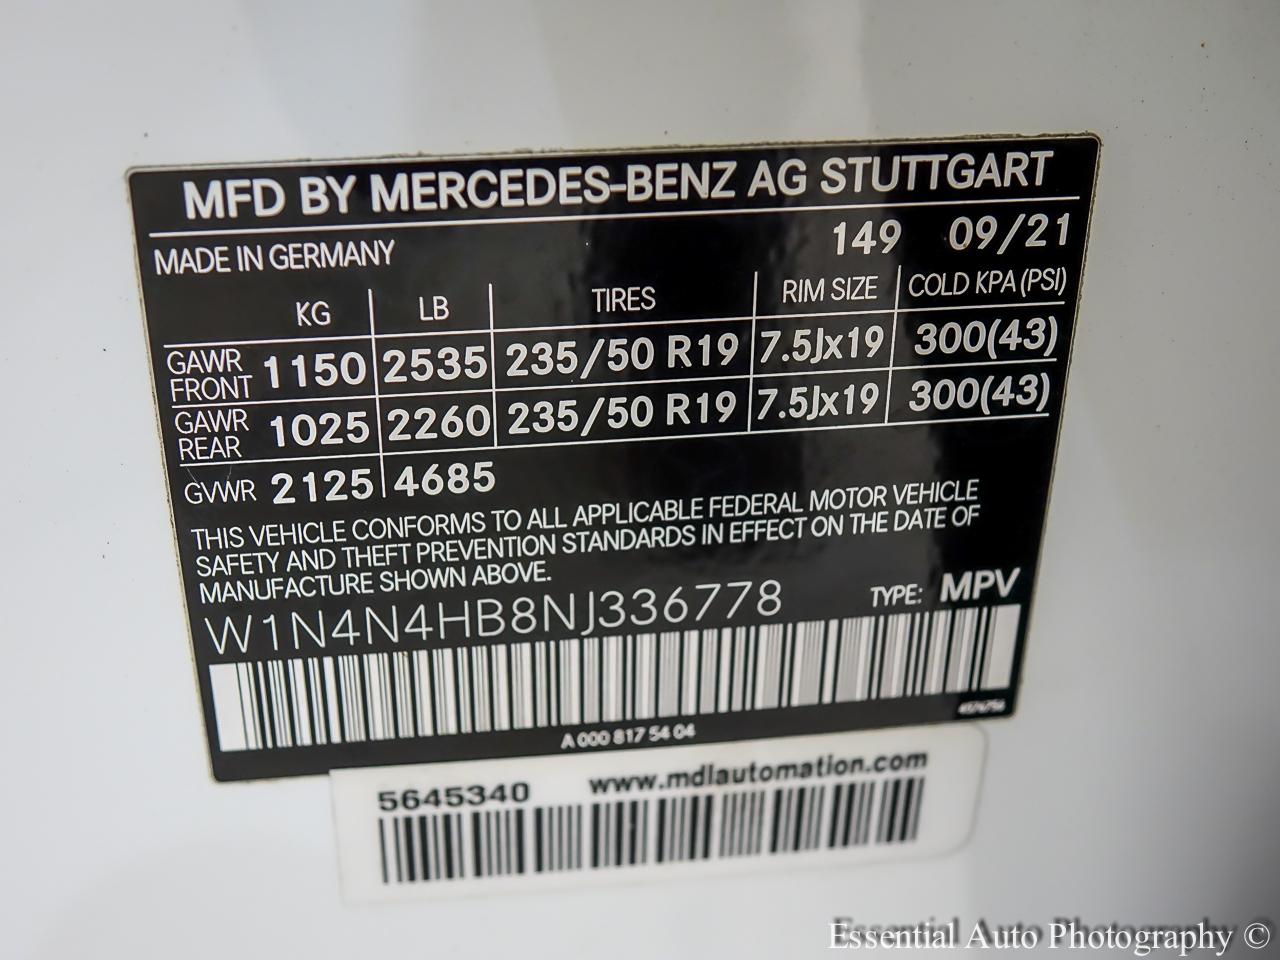 MFD BY MERCEDES-BENZ AG STUTTGART
MADE IN GERMANY 149 09/21
KG LB TIRES RIM SIZE COLD KPA (PSI)
GAWR FRONT 1150 2535 235/50 R19 7.5Jx19 300(43)
GAWR REAR 1025 2260 235/50 R19 7.5Jx19 300(43)
GVWR 2125 4685
THIS VEHICLE CONFORMS TO ALL APPLICABLE FEDERAL MOTOR VEHICLE
SAFETY AND THEFT PREVENTION STANDARDS IN EFFECT ON THE DATE OF
MANUFACTURE SHOWN ABOVE.
W1N4N4HB8NJ336778 TYPE: MPV
A 000 817 54 04
5645340 www.mdlautomation.com
Essential Auto Photography ©